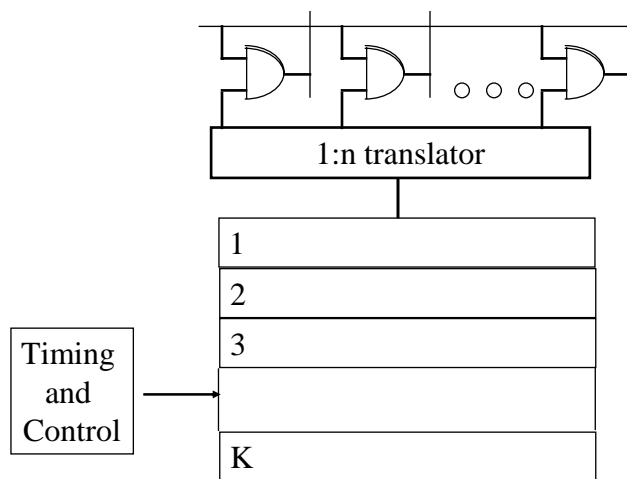 1:n translator
1
2
3
Timing
and
Control
K